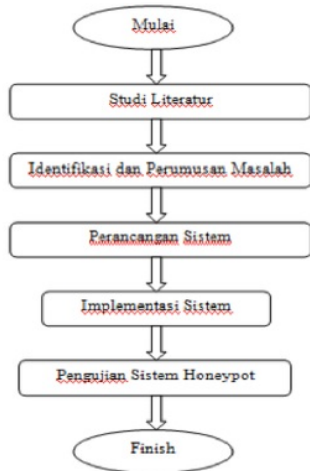 Mulai
Studi Literatur
Identifikasi dan Perumusan Masalah
Perancangan Sistem
Implementasi Sistem
Pengujian Sistem Honeypot
Finish